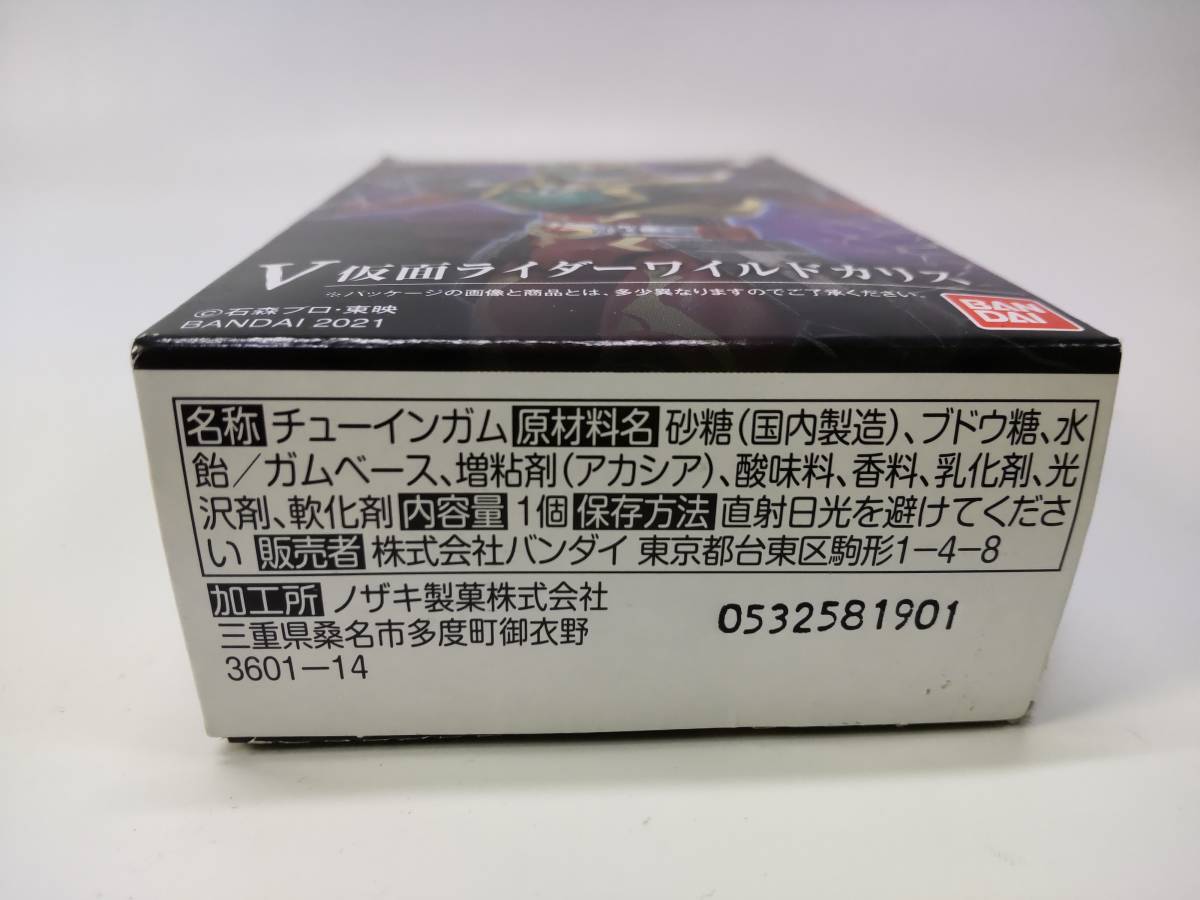 V 仮面ライダーワイルドカリス
※パッケージの画像と商品とは、多少異なりますのでご了承ください。
©石森プロ・東映
BANDAI 2021
BAN
DAI
名称 チューインガム 原材料名 砂糖(国内製造)、ブドウ糖、水
飴/ガムベース、増粘剤(アカシア)、酸味料、香料、乳化剤、光
沢剤、軟化剤 内容量 1個 保存方法 直射日光を避けてくださ
い 販売者 株式会社バンダイ 東京都台東区駒形1-4-8
加工所 ノザキ製菓株式会社
三重県桑名市多度町御衣野
3601-14
0532581901